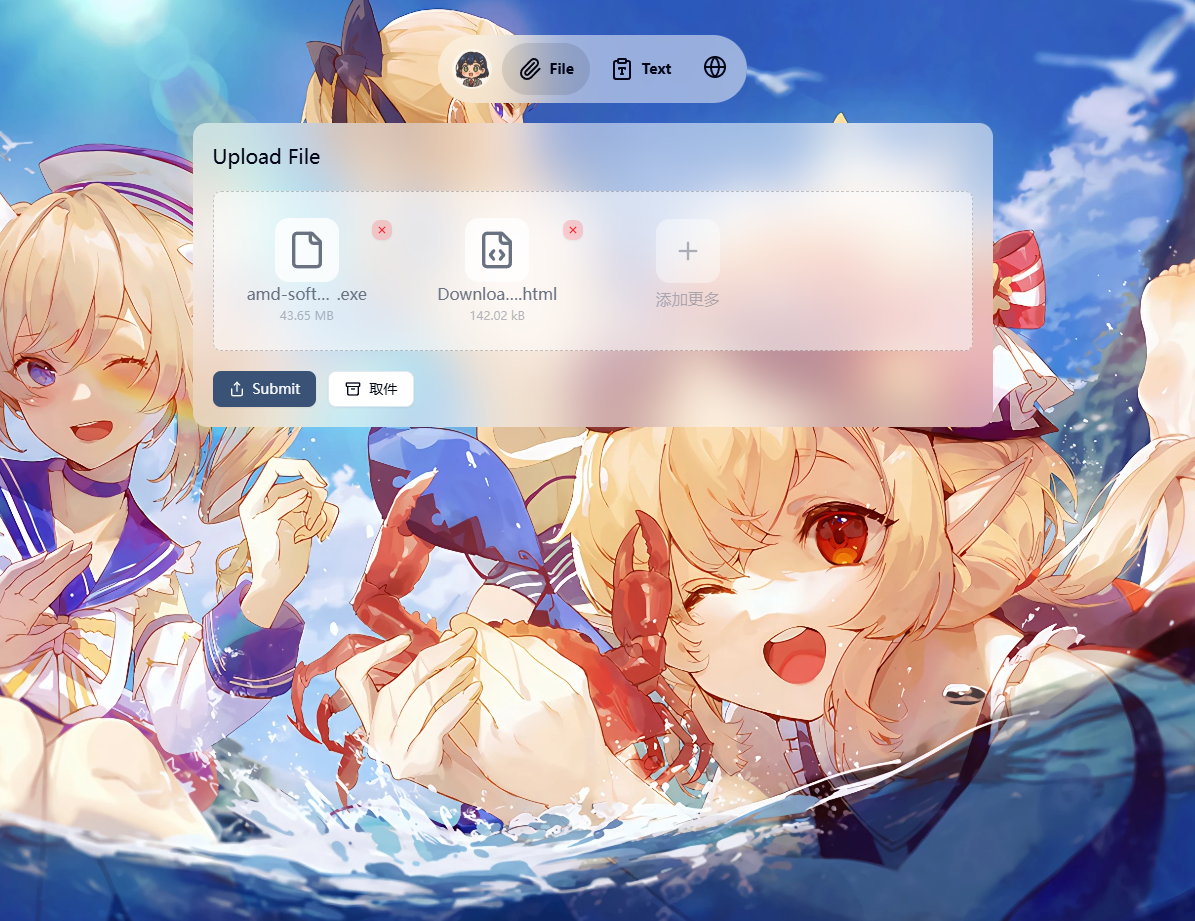 File
Text
Upload File
amd-soft... .exe
Downloa....html
43.65 MB
142.02 kB
添加更多
Submit
取件